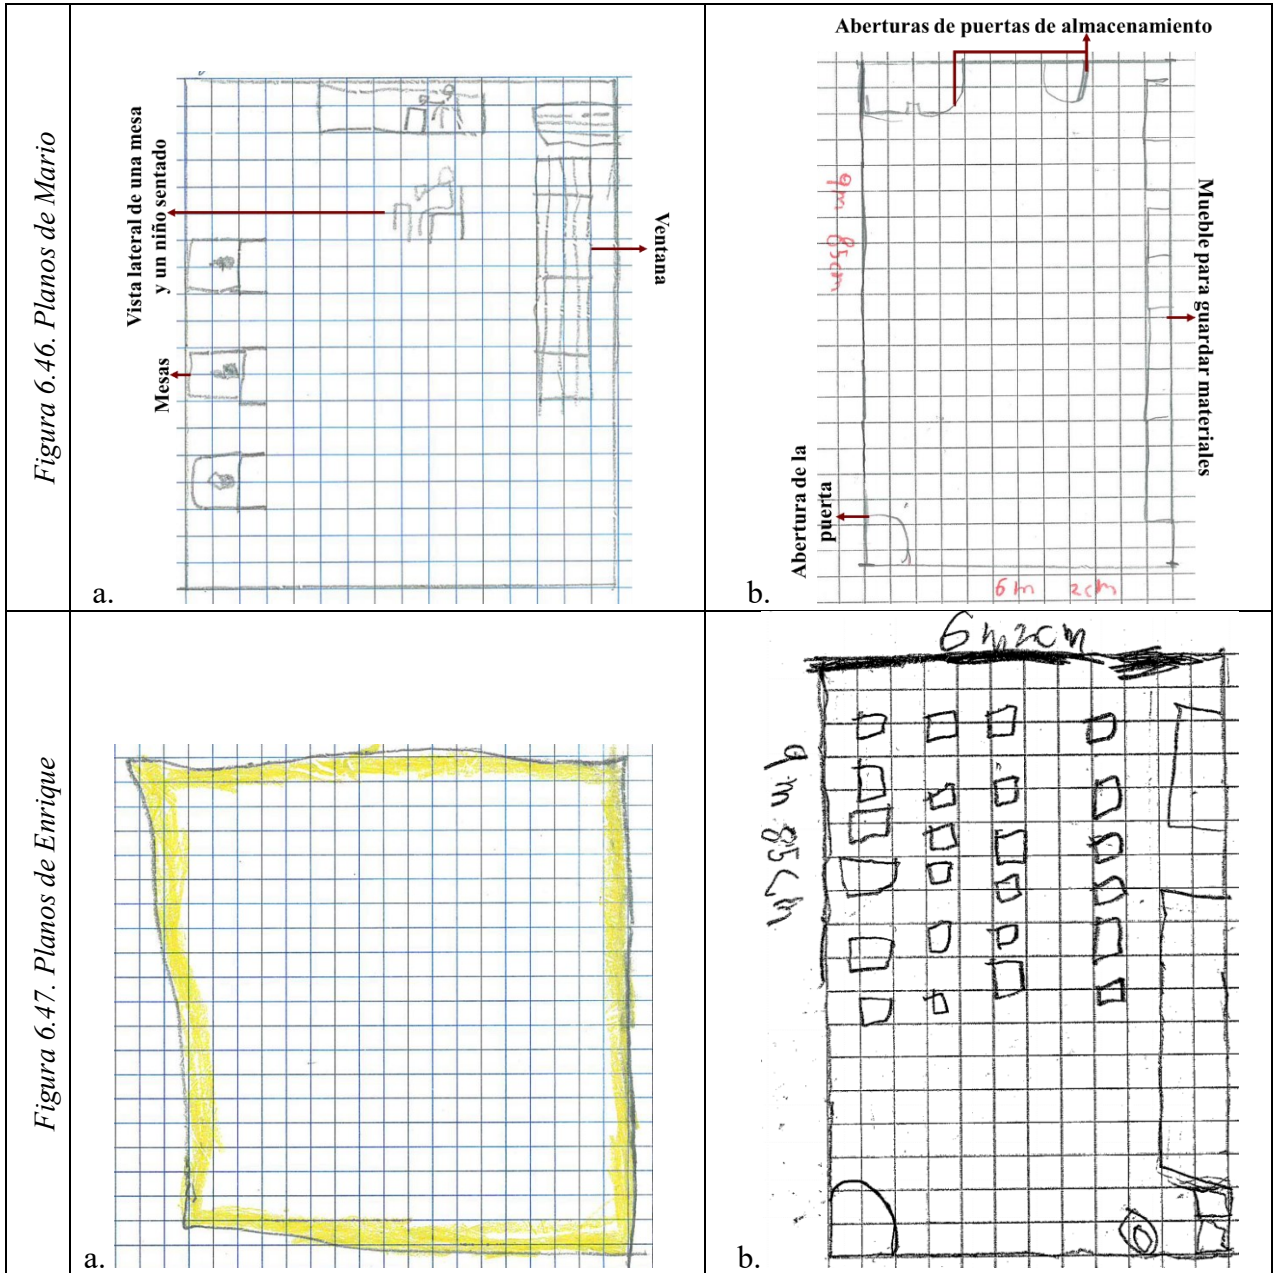 Figura 6.46. Planos de Mario
Vista lateral de una mesa
y un niño sentado
Mesas
Ventana
a.
Aberturas de puertas de almacenamiento
9m 85cm
Mueble para guardar materiales
Abertura de la
puerta
6m 2cm
b.
Figura 6.47. Planos de Enrique
a.
6m2cm
9m 85cm
b.